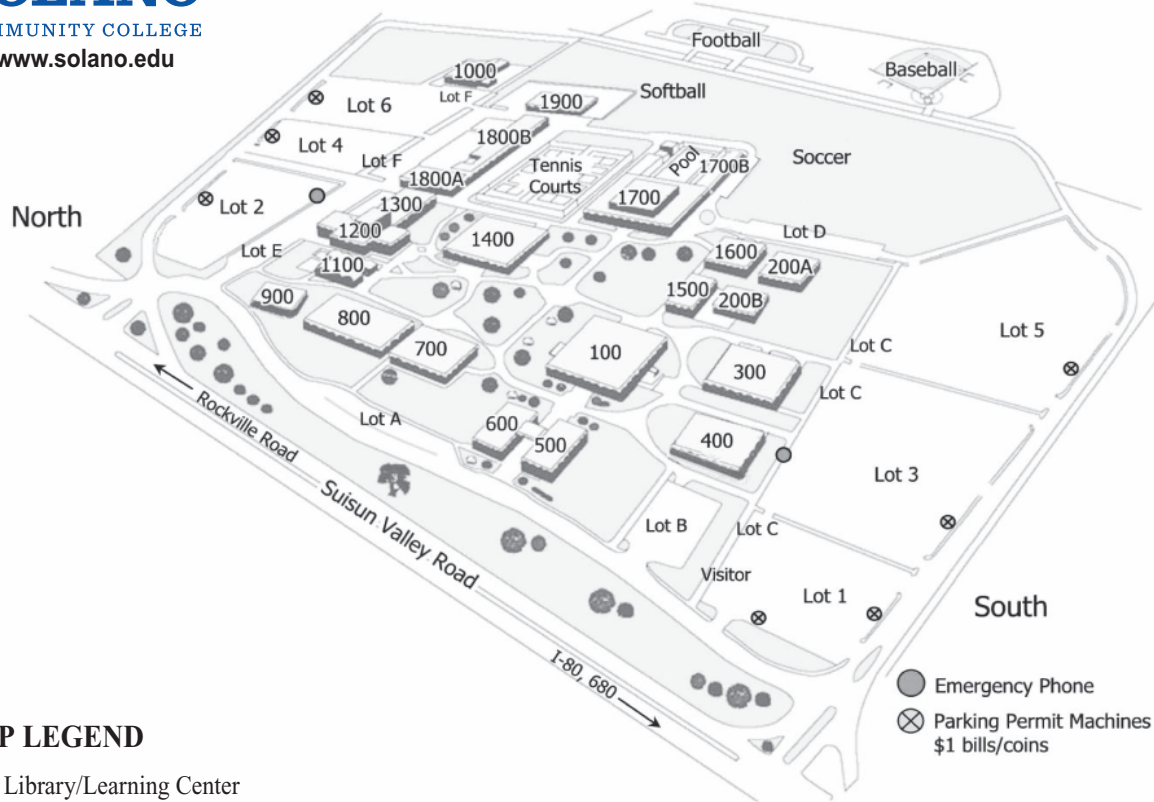 MMUNITY COLLEGE
www.solano.edu
Football
Baseball
1000
Lot 6
Lot F
1900
Softball
Lot 4
1800B
Lot F
Tennis
Courts
Pool
1700B
Soccer
1800A
1700
North
Lot 2
1300
1200
1400
Lot D
Lot E
1100
1600
200A
900
1500
200B
800
700
100
Lot 5
Lot C
300
Lot C
Lot A
600
500
400
Rockville Road
Suisun Valley Road
Lot 3
Lot B
Lot C
Visitor
Lot 1
South
I-80, 680
Emergency Phone
Parking Permit Machines
$1 bills/coins
P LEGEND
Library/Learning Center